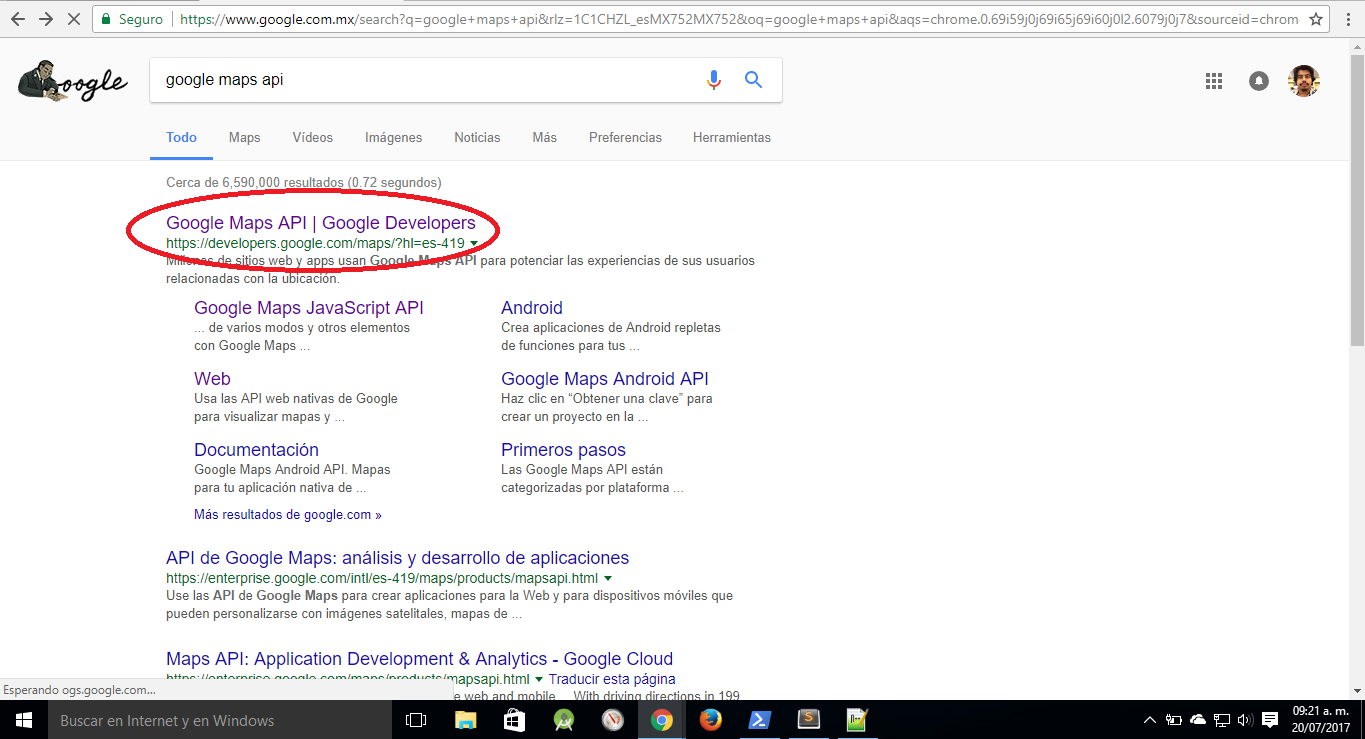 Seguro https://www.google.com.mx/search?q=google+maps+api&rlz=1C1CHZL_esMX752MX752&oq=google+maps+api&aqs=chrome.0.69i59j0j69i65j69i60j0l2.6079j0j7&sourceid=chrome
oogle
google maps api
Todo Maps Vídeos Imágenes Noticias Más Preferencias Herramientas
Cerca de 6,590,000 resultados (0.72 segundos)
Google Maps API | Google Developers
https://developers.google.com/maps/?hl=es-419
Millones de sitios web y apps usan Google Maps API para potenciar las experiencias de sus usuarios
relacionadas con la ubicación.
Google Maps JavaScript API
... de varios modos y otros elementos
con Google Maps ...
Android
Crea aplicaciones de Android repletas
de funciones para tus ...
Web
Usa las API web nativas de Google
para visualizar mapas y ...
Google Maps Android API
Haz clic en “Obtener una clave” para
crear un proyecto en la ...
Documentación
Google Maps Android API. Mapas
para tu aplicación nativa de ...
Primeros pasos
Las Google Maps API están
categorizadas por plataforma ...
Más resultados de google.com »
API de Google Maps: análisis y desarrollo de aplicaciones
https://enterprise.google.com/intl/es-419/maps/products/mapsapi.html
Use las API de Google Maps para crear aplicaciones para la Web y para dispositivos móviles que
pueden personalizarse con imágenes satelitales, mapas de ...
Maps API: Application Development & Analytics - Google Cloud
https://enterprise.google.com/maps/products/mapsapi.html Traducir esta página
web and mobile ... With driving directions in 199
Esperando ogs.google.com...
Buscar en Internet y en Windows
09:21 a. m.
20/07/2017